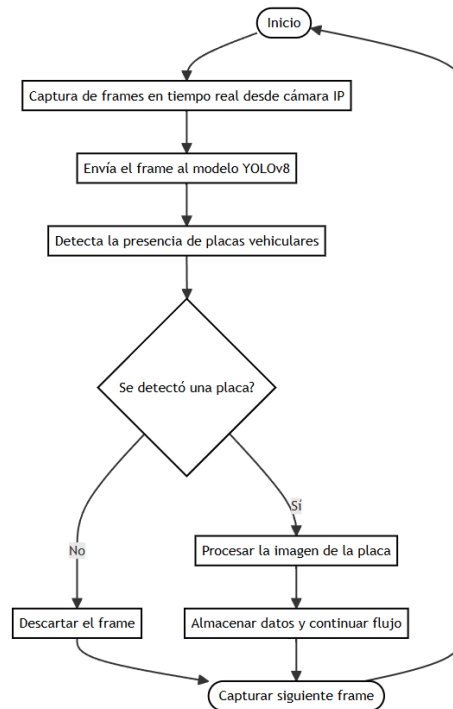 Inicio
Captura de frames en tiempo real desde cámara IP
Envía el frame al modelo YOLOv8
Detecta la presencia de placas vehiculares
Se detectó una placa?
Sí
No
Procesar la imagen de la placa
Descartar el frame
Almacenar datos y continuar flujo
Capturar siguiente frame